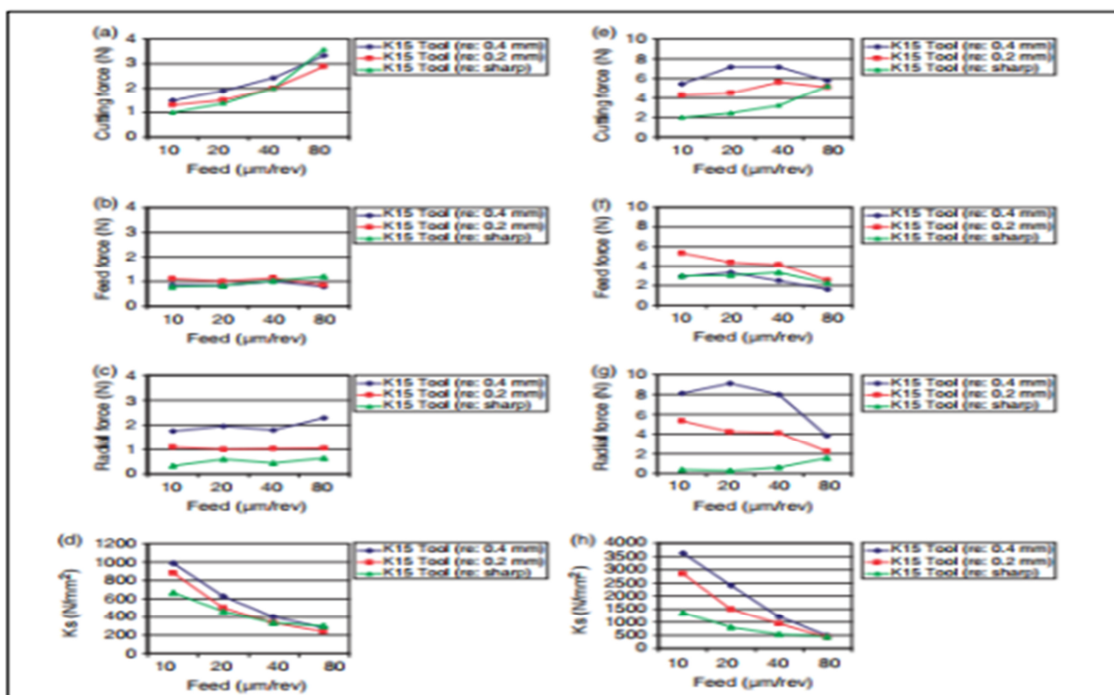 (a)
Cutting force (N)
4
3
2
1
0
10 20 40 80
Feed (µm/rev)
K15 Tool (re: 0.4 mm)
K15 Tool (re: 0.2 mm)
K15 Tool (re: sharp)
(e)
Cutting force (N)
10
8
6
4
2
0
10 20 40 80
Feed (µm/rev)
K15 Tool (re: 0.4 mm)
K15 Tool (re: 0.2 mm)
K15 Tool (re: sharp)
(b)
Feed force (N)
4
3
2
1
0
10 20 40 80
Feed (µm/rev)
K15 Tool (re: 0.4 mm)
K15 Tool (re: 0.2 mm)
K15 Tool (re: sharp)
(f)
Feed force (N)
10
8
6
4
2
0
10 20 40 80
Feed (µm/rev)
K15 Tool (re: 0.4 mm)
K15 Tool (re: 0.2 mm)
K15 Tool (re: sharp)
(c)
Radial force (N)
4
3
2
1
0
10 20 40 80
Feed (µm/rev)
K15 Tool (re: 0.4 mm)
K15 Tool (re: 0.2 mm)
K15 Tool (re: sharp)
(g)
Radial force (N)
10
8
6
4
2
0
10 20 40 80
Feed (µm/rev)
K15 Tool (re: 0.4 mm)
K15 Tool (re: 0.2 mm)
K15 Tool (re: sharp)
(d)
Ks (N/mm²)
1200
1000
800
600
400
200
0
10 20 40 80
Feed (µm/rev)
K15 Tool (re: 0.4 mm)
K15 Tool (re: 0.2 mm)
K15 Tool (re: sharp)
(h)
Ks (N/mm²)
4000
3500
3000
2500
2000
1500
1000
500
0
10 20 40 80
Feed (µm/rev)
K15 Tool (re: 0.4 mm)
K15 Tool (re: 0.2 mm)
K15 Tool (re: sharp)